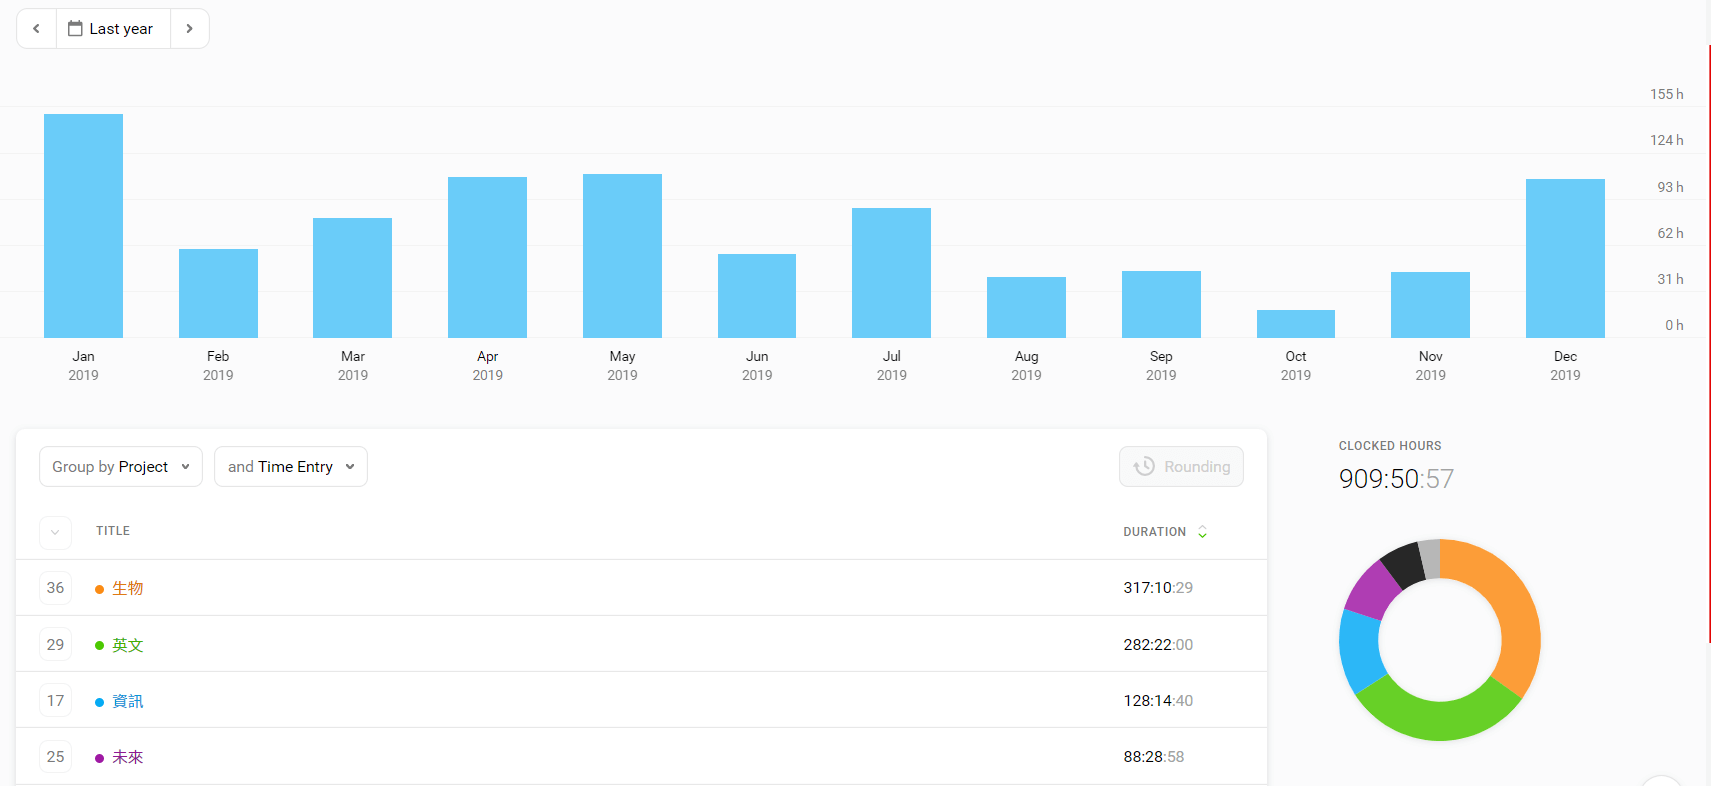 Last year
155 h
124 h
93 h
62 h
31 h
0 h
Jan Feb Mar Apr May Jun Jul Aug Sep Oct Nov Dec
2019 2019 2019 2019 2019 2019 2019 2019 2019 2019 2019 2019
Group by Project and Time Entry Rounding
TITLE DURATION
36 生物 317:10:29
29 英文 282:22:00
17 資訊 128:14:40
25 未來 88:28:58
CLOCKED HOURS
909:50:57